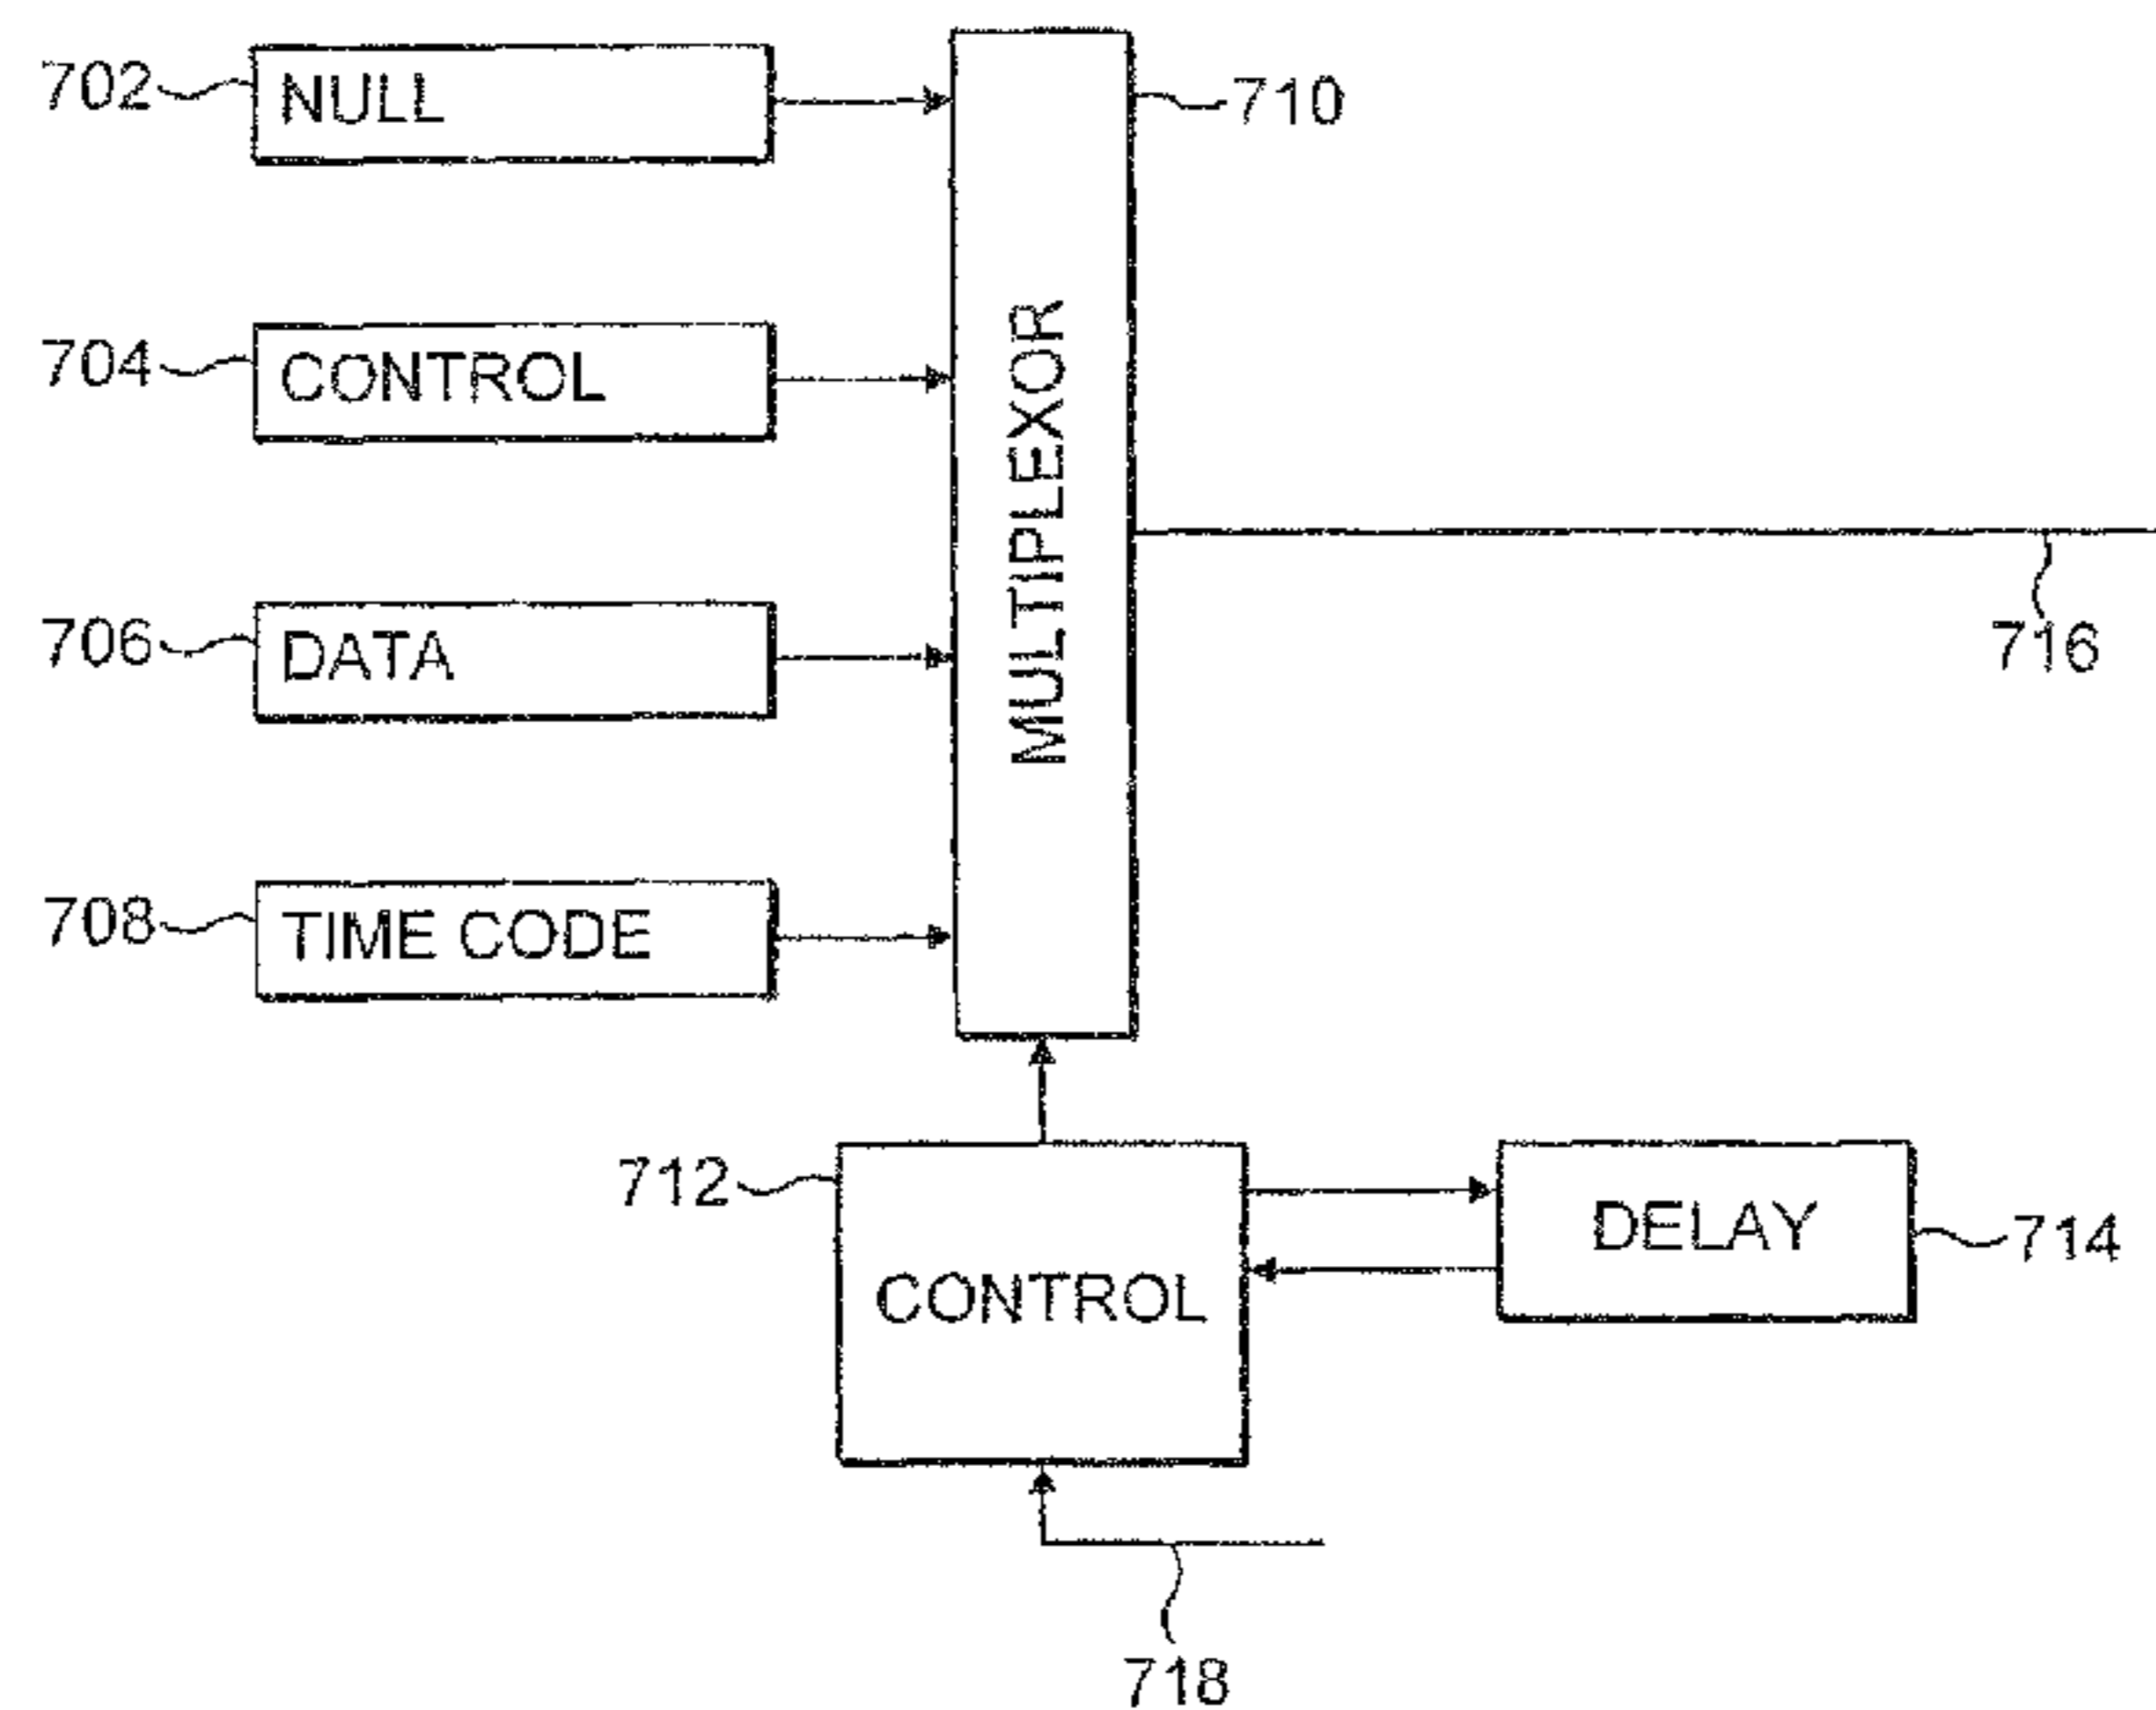 702
NULL
710
704
CONTROL
MULTIPLEXOR
706
DATA
716
708
TIME CODE
712
CONTROL
DELAY
714
718